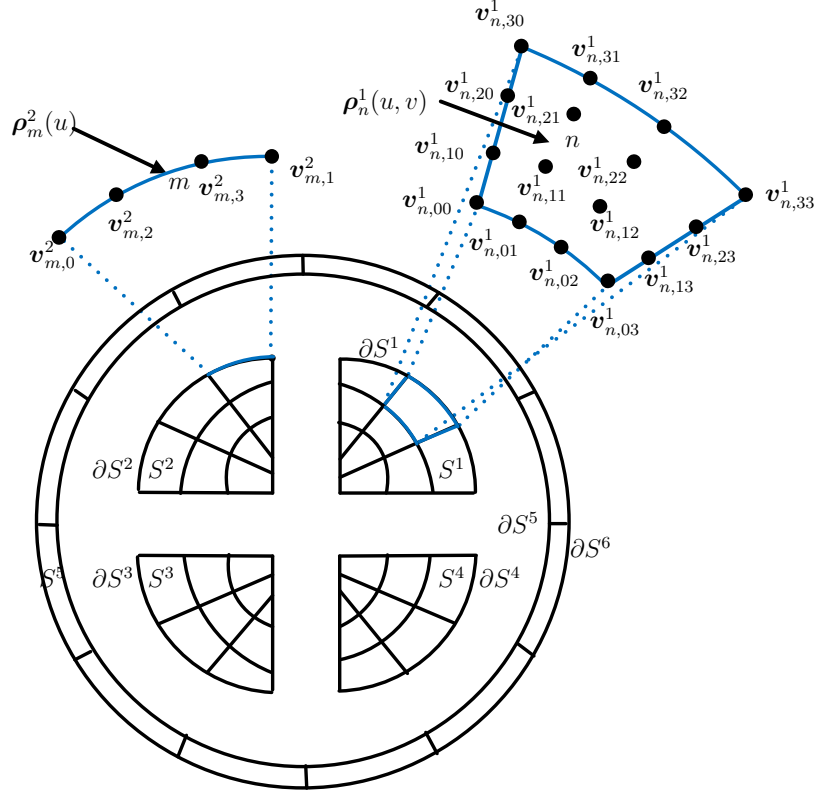 𝒗¹ₙ,₃₀
𝒗¹ₙ,₃₁
𝒗¹ₙ,₂₀
𝒗¹ₙ,₃₂
𝝆¹ₙ(u, v)
𝒗¹ₙ,₂₁
𝝆²ₘ(u)
n
𝒗¹ₙ,₁₀
𝒗¹ₙ,₂₂
m
𝒗²ₘ,₃
𝒗²ₘ,₁
𝒗¹ₙ,₁₁
𝒗¹ₙ,₃₃
𝒗¹ₙ,₀₀
𝒗²ₘ,₂
𝒗¹ₙ,₁₂
𝒗²ₘ,₀
𝒗¹ₙ,₀₁
𝒗¹ₙ,₂₃
𝒗¹ₙ,₀₂
𝒗¹ₙ,₁₃
𝒗¹ₙ,₀₃
∂S¹
∂S² S²
S¹
∂S⁵
∂S⁶
S⁵ ∂S³ S³
S⁴ ∂S⁴